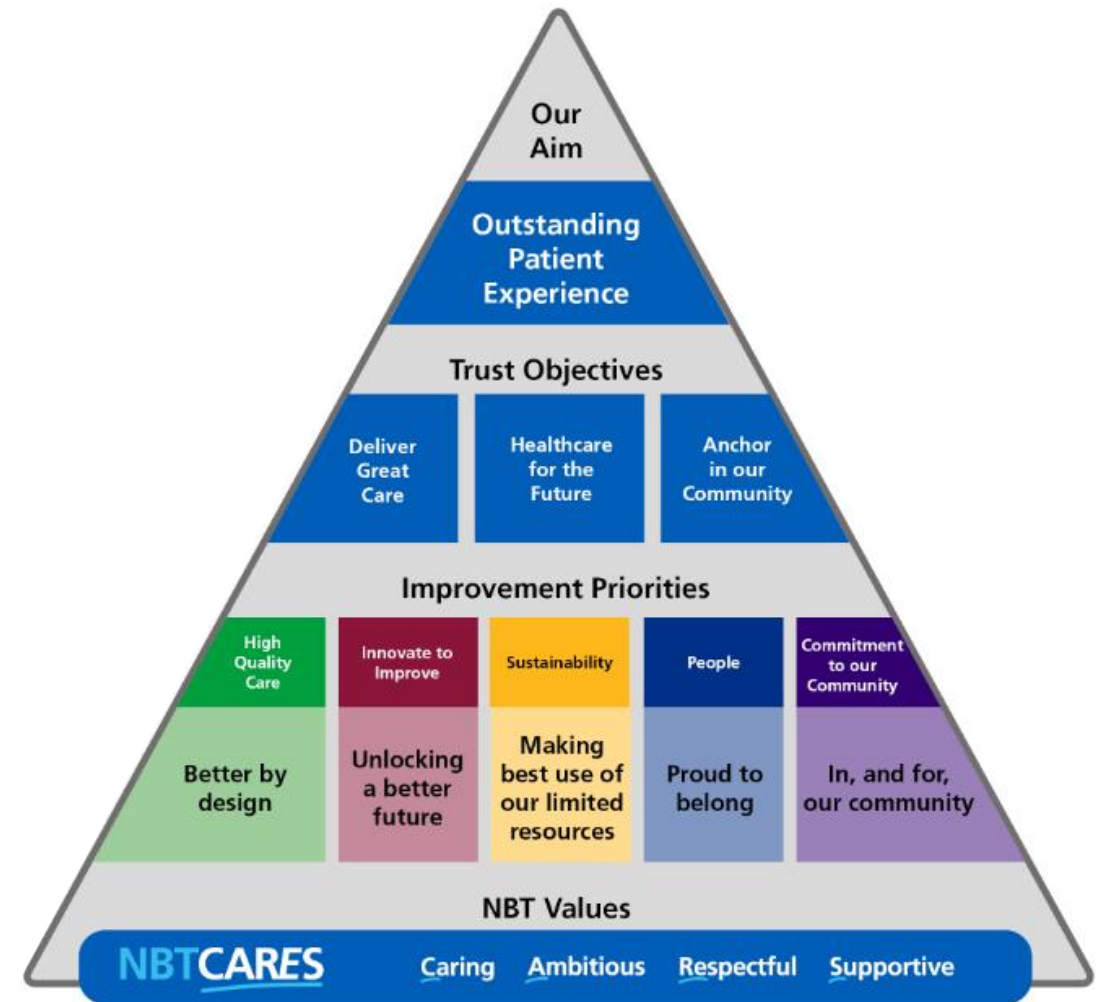 Our
Aim
Outstanding
Patient
Experience
Trust Objectives
Deliver
Great
Care
Healthcare
for the
Future
Anchor
in our
Community
Improvement Priorities
High
Quality
Care
Innovate to
Improve
Sustainability
People
Commitment
to our
Community
Better by
design
Unlocking
a better
future
Making
best use of
our limited
resources
Proud to
belong
In, and for,
our community
NBT Values
NBTCARES Caring Ambitious Respectful Supportive